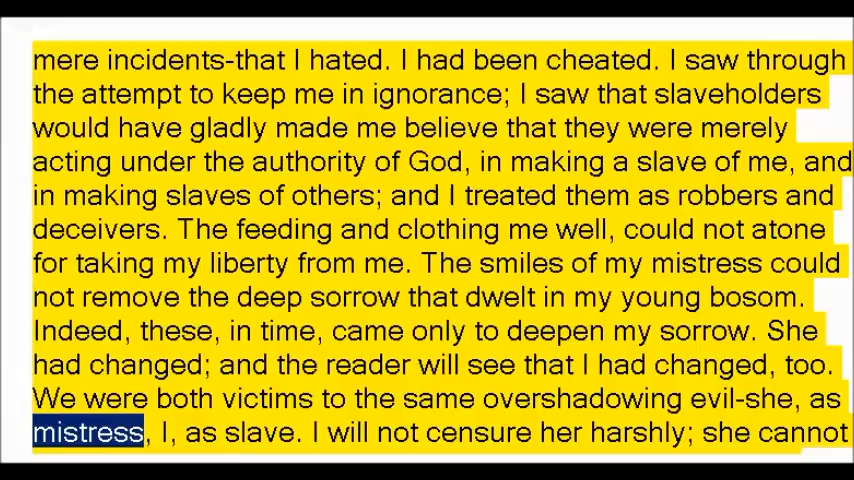 mere incidents-that I hated. I had been cheated. I saw through
the attempt to keep me in ignorance; I saw that slaveholders
would have gladly made me believe that they were merely
acting under the authority of God, in making a slave of me, and
in making slaves of others; and I treated them as robbers and
deceivers. The feeding and clothing me well, could not atone
for taking my liberty from me. The smiles of my mistress could
not remove the deep sorrow that dwelt in my young bosom.
Indeed, these, in time, came only to deepen my sorrow. She
had changed; and the reader will see that I had changed, too.
We were both victims to the same overshadowing evil-she, as
mistress, I, as slave. I will not censure her harshly; she cannot